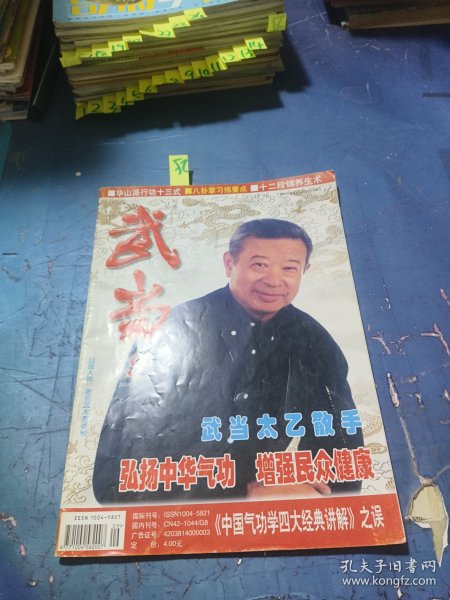 ■华山派行功十三式 ■八卦掌习练要点 ■十二段锦养生术
武当
武当太乙散手
弘扬中华气功 增强民众健康
ISSN 1004-5821
国际刊号：ISSN1004-5821
国内刊号：CN42-1044/G8
广告证号：4203814000003
定 价：4.00元
《中国气功学四大经典讲解》之误
孔夫子旧书网
www.kongfz.com